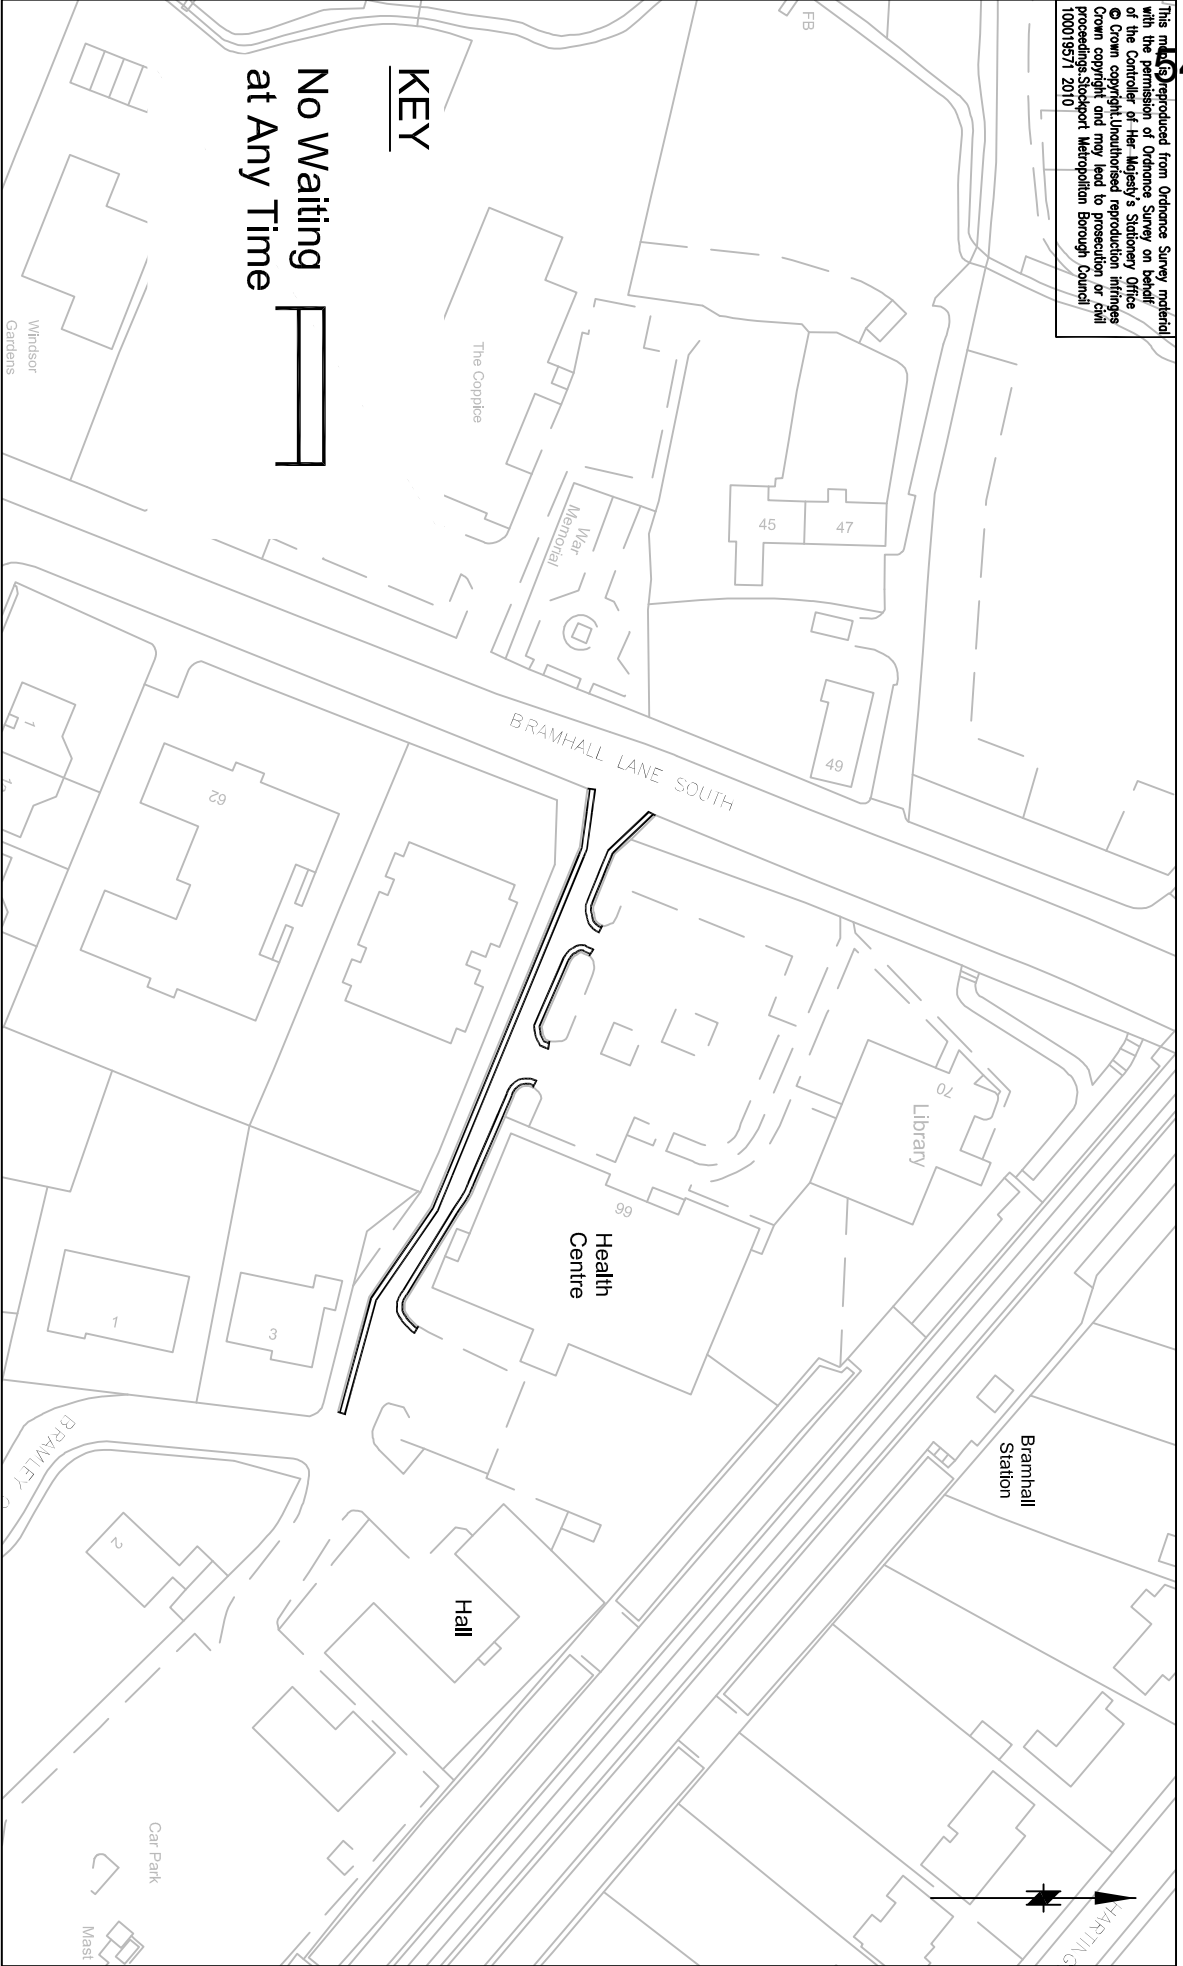 This map is reproduced from Ordnance Survey material
with the permission of Ordnance Survey on behalf
of the Controller of Her Majesty's Stationery Office
© Crown copyright.Unauthorised reproduction infringes
Crown copyright and may lead to prosecution or civil
proceedings.Stockport Metropolitan Borough Council
100019571 2010
FB
KEY
No Waiting
at Any Time
Windsor
Gardens
The Coppice
War
Memorial
45
47
49
BRAMHALL LANE SOUTH
1
62
70
Library
66
Health
Centre
1
3
BRAMLEY
2
Bramhall
Station
Hall
Car Park
Mast
HARTING